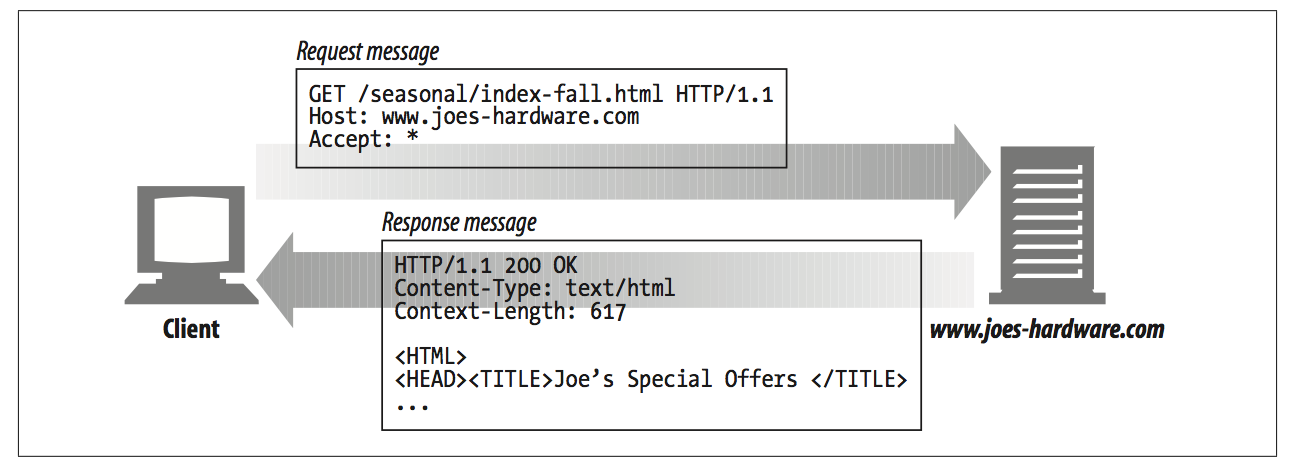 Request message
GET /seasonal/index-fall.html HTTP/1.1
Host: www.joes-hardware.com
Accept: *
Response message
HTTP/1.1 200 OK
Content-Type: text/html
Context-Length: 617
<HTML>
<HEAD><TITLE>Joe’s Special Offers </TITLE>
...
Client
www.joes-hardware.com